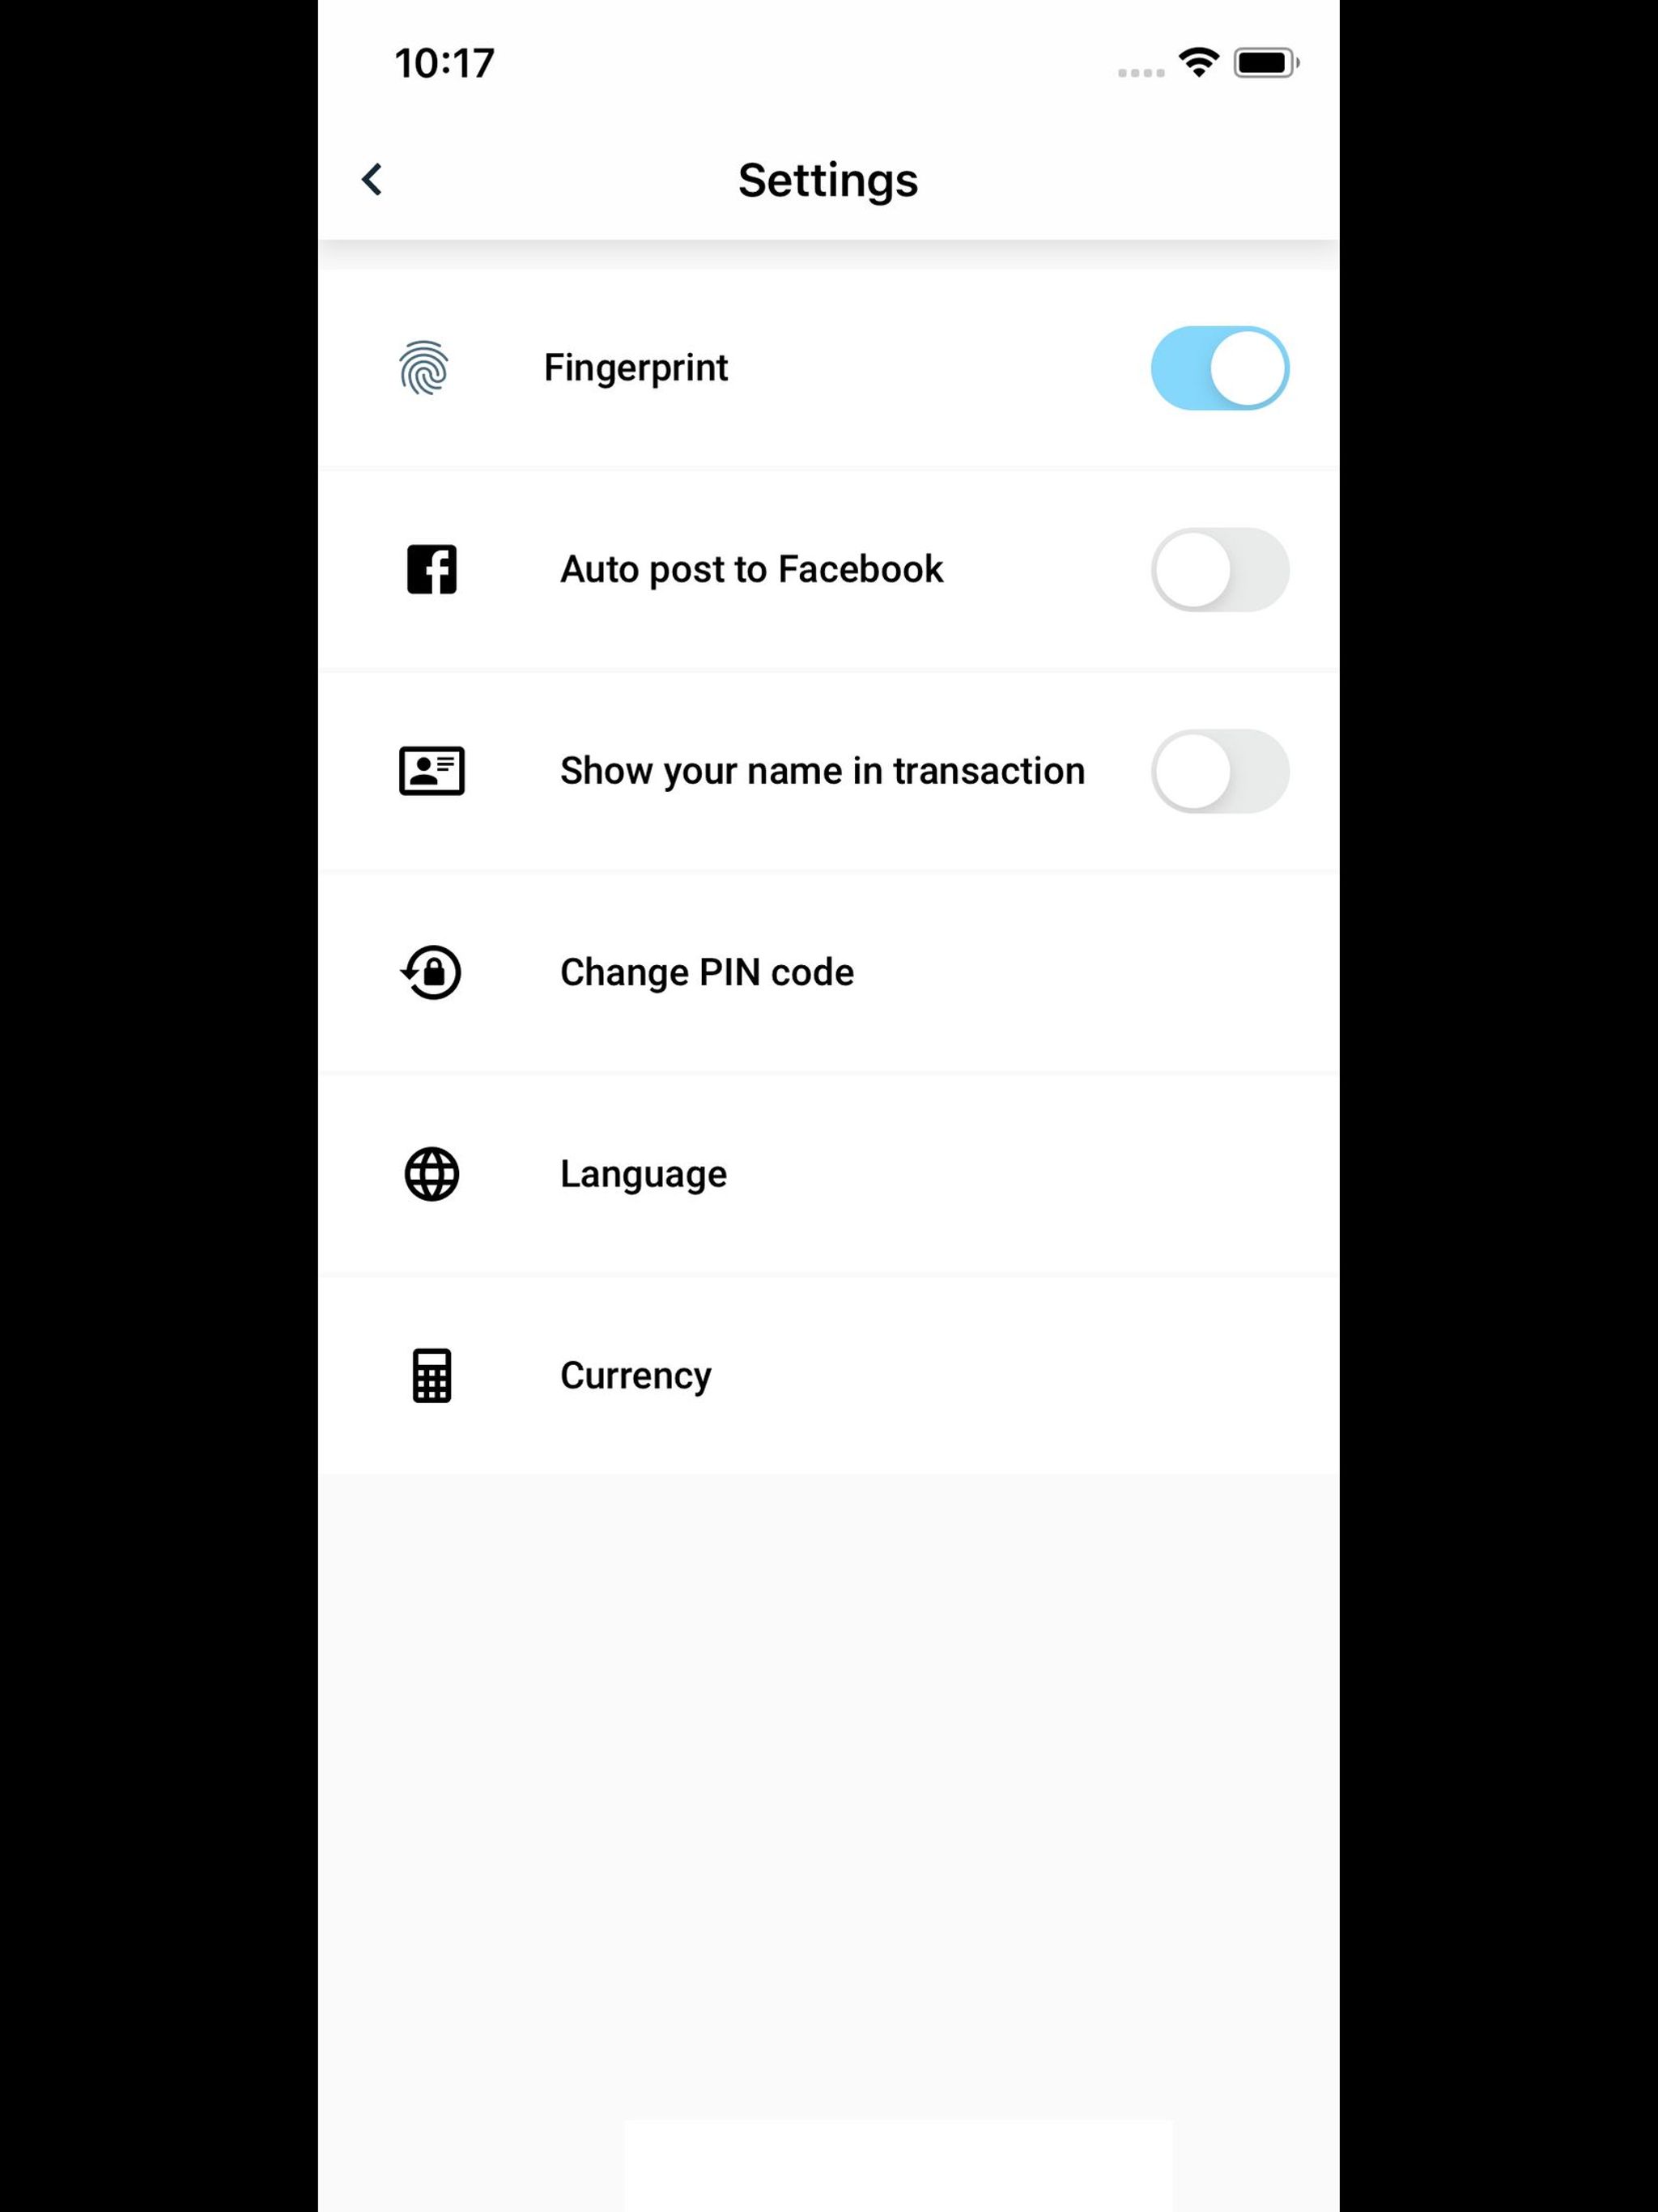 10:17
Settings
Fingerprint
Auto post to Facebook
Show your name in transaction
Change PIN code
Language
Currency